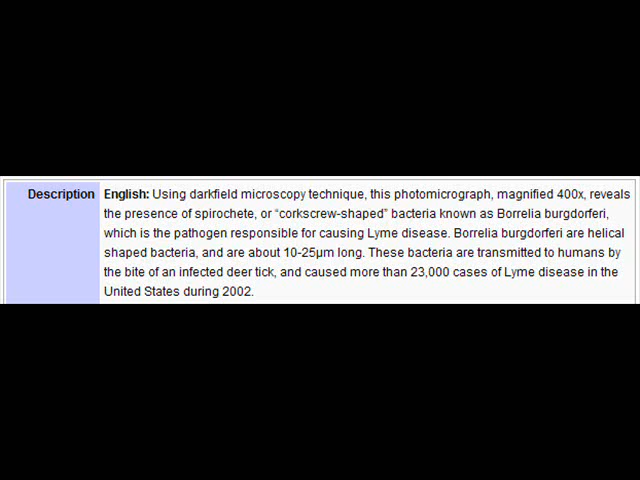 Description English: Using darkfield microscopy technique, this photomicrograph, magnified 400x, reveals
the presence of spirochete, or “corkscrew-shaped” bacteria known as Borrelia burgdorferi,
which is the pathogen responsible for causing Lyme disease. Borrelia burgdorferi are helical
shaped bacteria, and are about 10-25µm long. These bacteria are transmitted to humans by
the bite of an infected deer tick, and caused more than 23,000 cases of Lyme disease in the
United States during 2002.